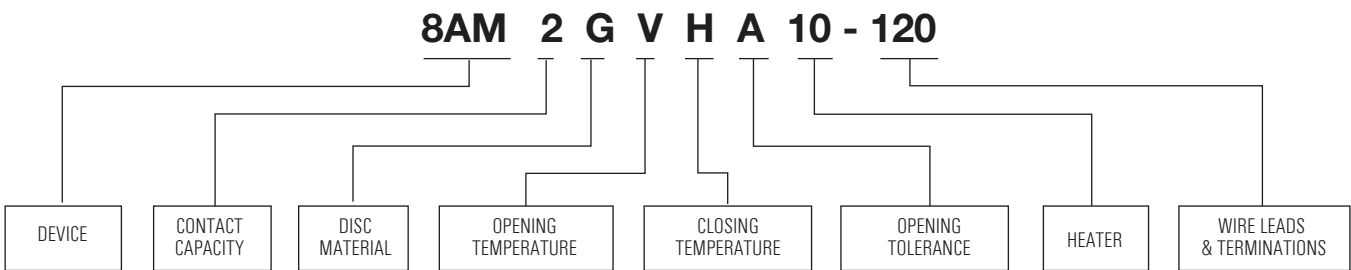 8AM 2 G V H A 10 - 120
DEVICE
CONTACT
CAPACITY
DISC
MATERIAL
OPENING
TEMPERATURE
CLOSING
TEMPERATURE
OPENING
TOLERANCE
HEATER
WIRE LEADS
& TERMINATIONS